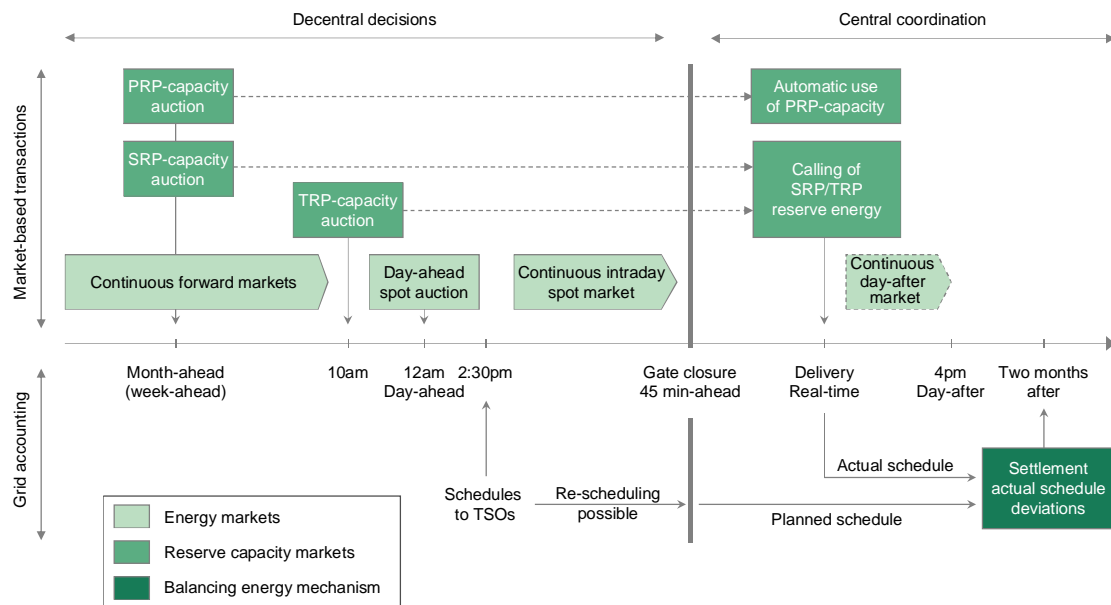 Decentral decisions
Central coordination
Market-based transactions
PRP-capacity
auction
Automatic use
of PRP-capacity
SRP-capacity
auction
Calling of
SRP/TRP
reserve energy
TRP-capacity
auction
Continuous forward markets
Day-ahead
spot auction
Continuous intraday
spot market
Continuous
day-after
market
Month-ahead
(week-ahead)
10am
12am
2:30pm
Day-ahead
Gate closure
45 min-ahead
Delivery
Real-time
4pm
Day-after
Two months
after
Grid accounting
Actual schedule
Settlement
actual schedule
deviations
Schedules
to TSOs
Re-scheduling
possible
Planned schedule
Energy markets
Reserve capacity markets
Balancing energy mechanism